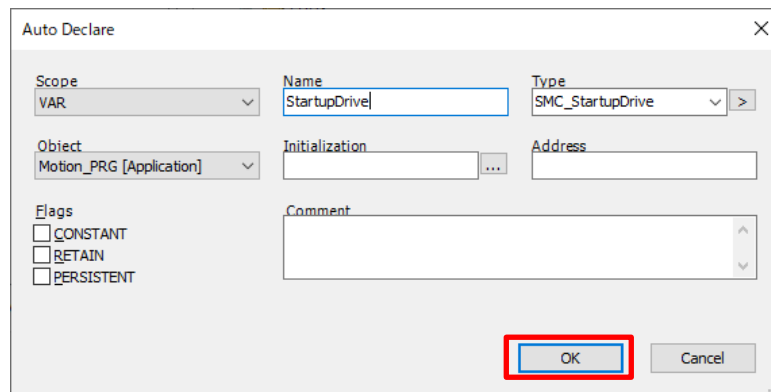 Auto Declare
Scope
Name
Type
VAR
StartupDrive
SMC_StartupDrive
>
Object
Initialization
Address
Motion_PRG [Application]
...
Flags
Comment
CONSTANT
RETAIN
PERSISTENT
OK
Cancel